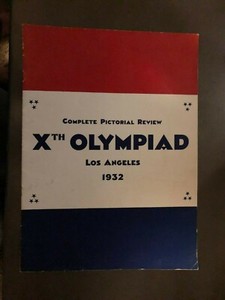 Complete Pictorial Review
Xth Olympiad
Los Angeles
1932